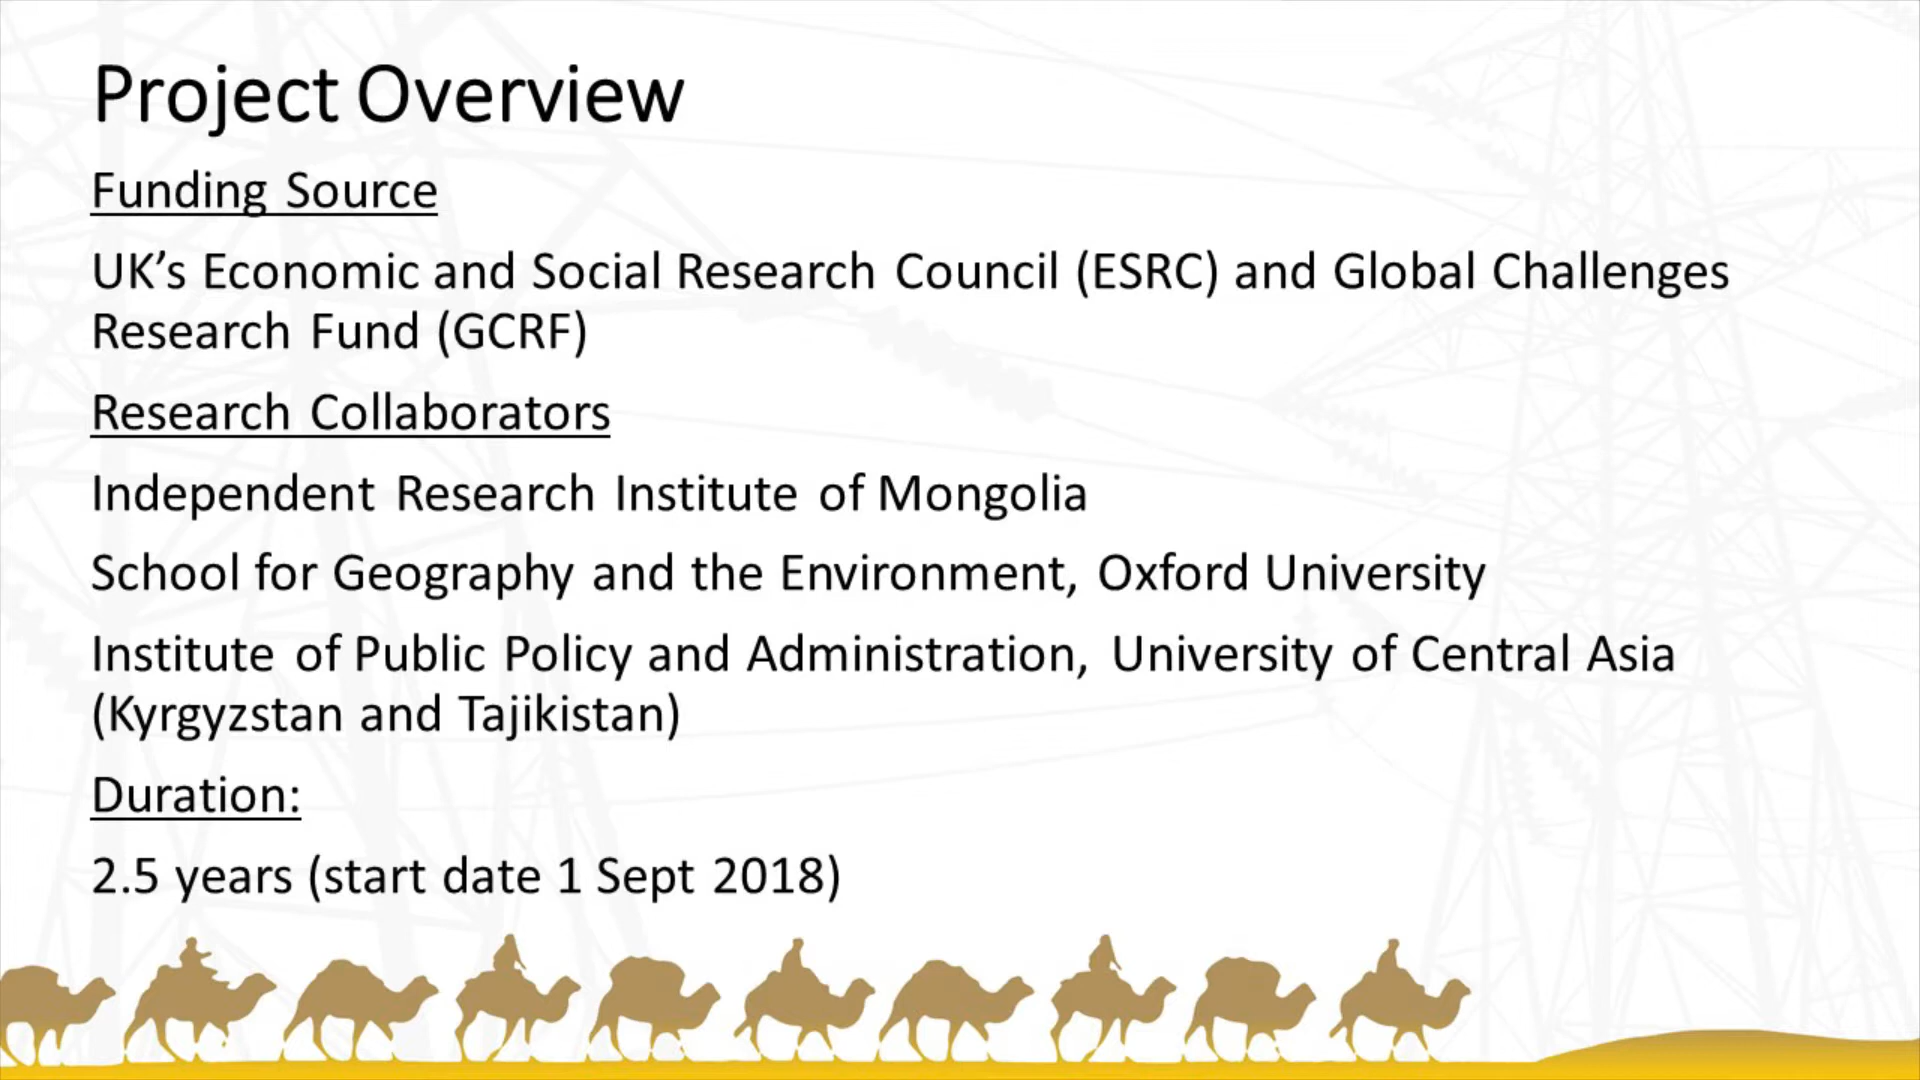 Project Overview
Funding Source
UK’s Economic and Social Research Council (ESRC) and Global Challenges
Research Fund (GCRF)
Research Collaborators
Independent Research Institute of Mongolia
School for Geography and the Environment, Oxford University
Institute of Public Policy and Administration, University of Central Asia
(Kyrgyzstan and Tajikistan)
Duration:
2.5 years (start date 1 Sept 2018)